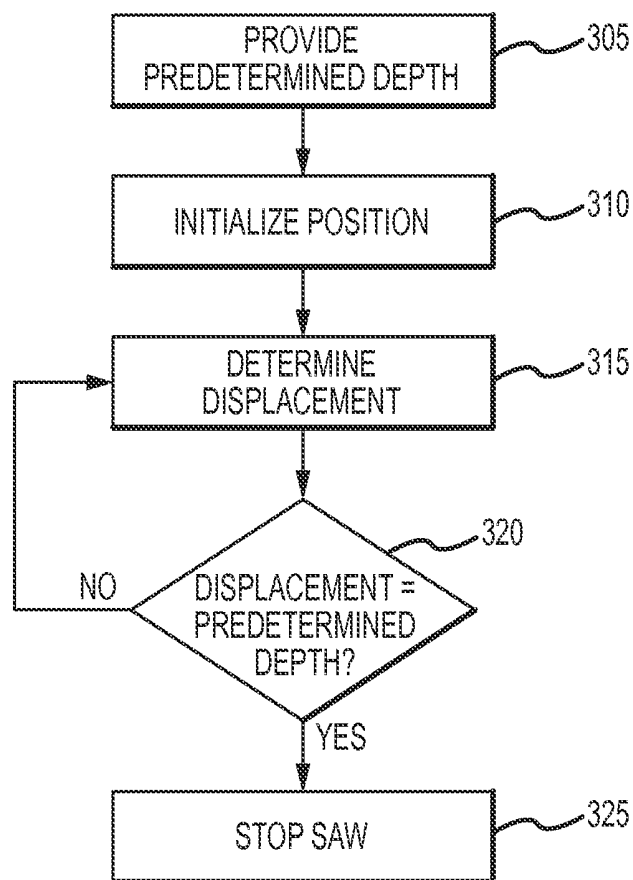 PROVIDE
PREDETERMINED DEPTH
305
INITIALIZE POSITION
310
DETERMINE
DISPLACEMENT
315
320
DISPLACEMENT =
PREDETERMINED
DEPTH?
NO
YES
STOP SAW
325